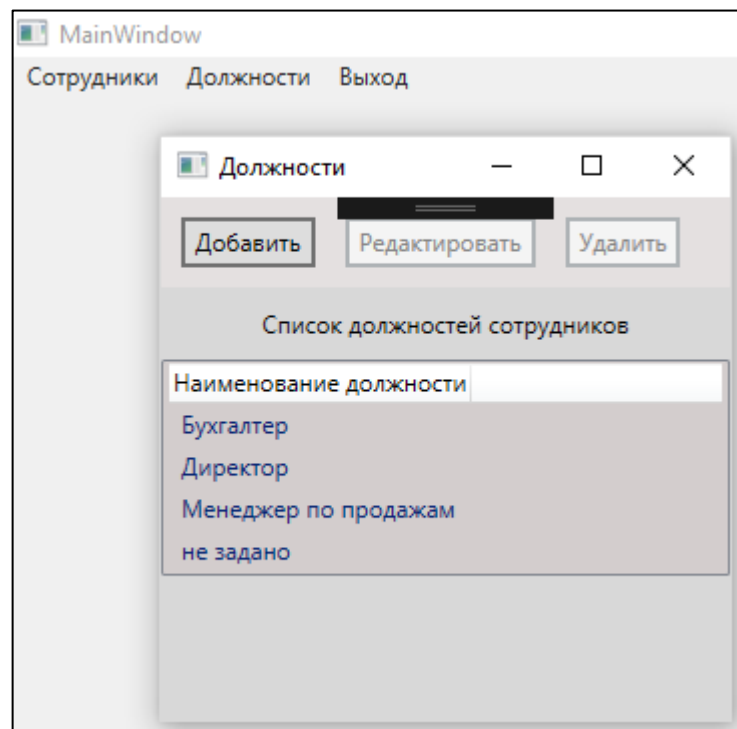 MainWindow
Сотрудники Должности Выход
Должности
Добавить Редактировать Удалить
Список должностей сотрудников
Наименование должности
Бухгалтер
Директор
Менеджер по продажам
не задано